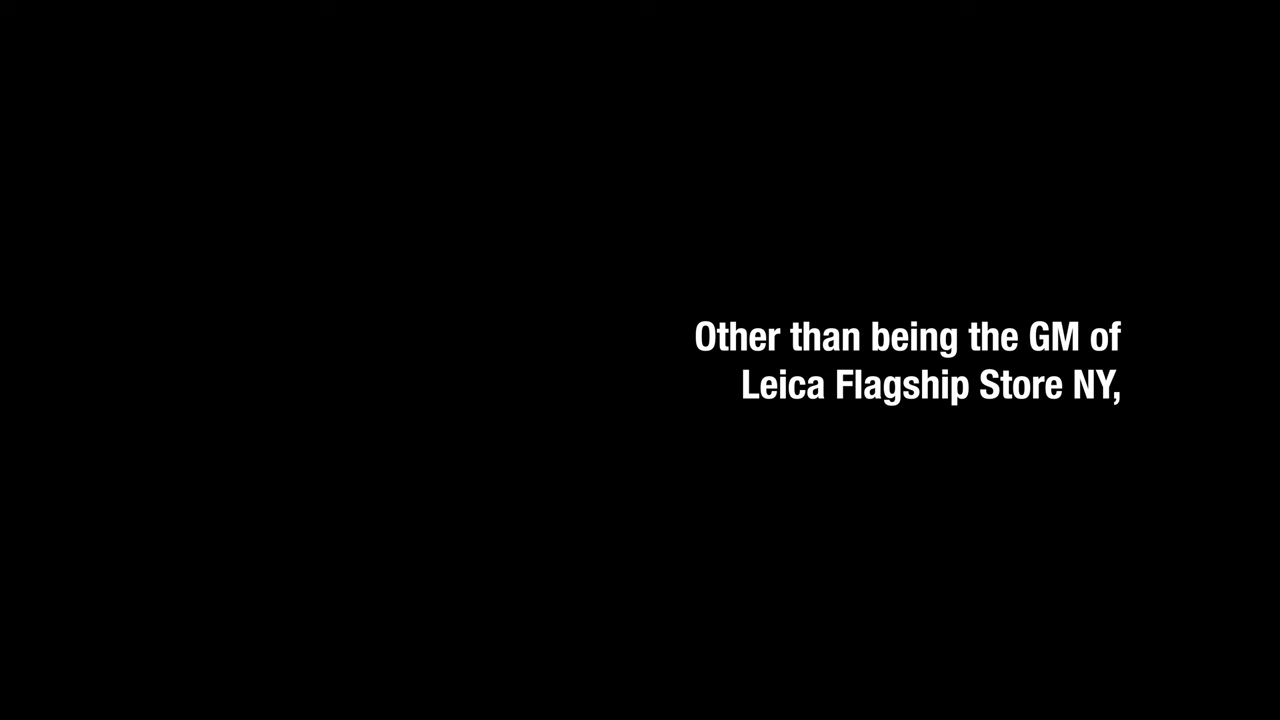 Other than being the GM of
Leica Flagship Store NY,